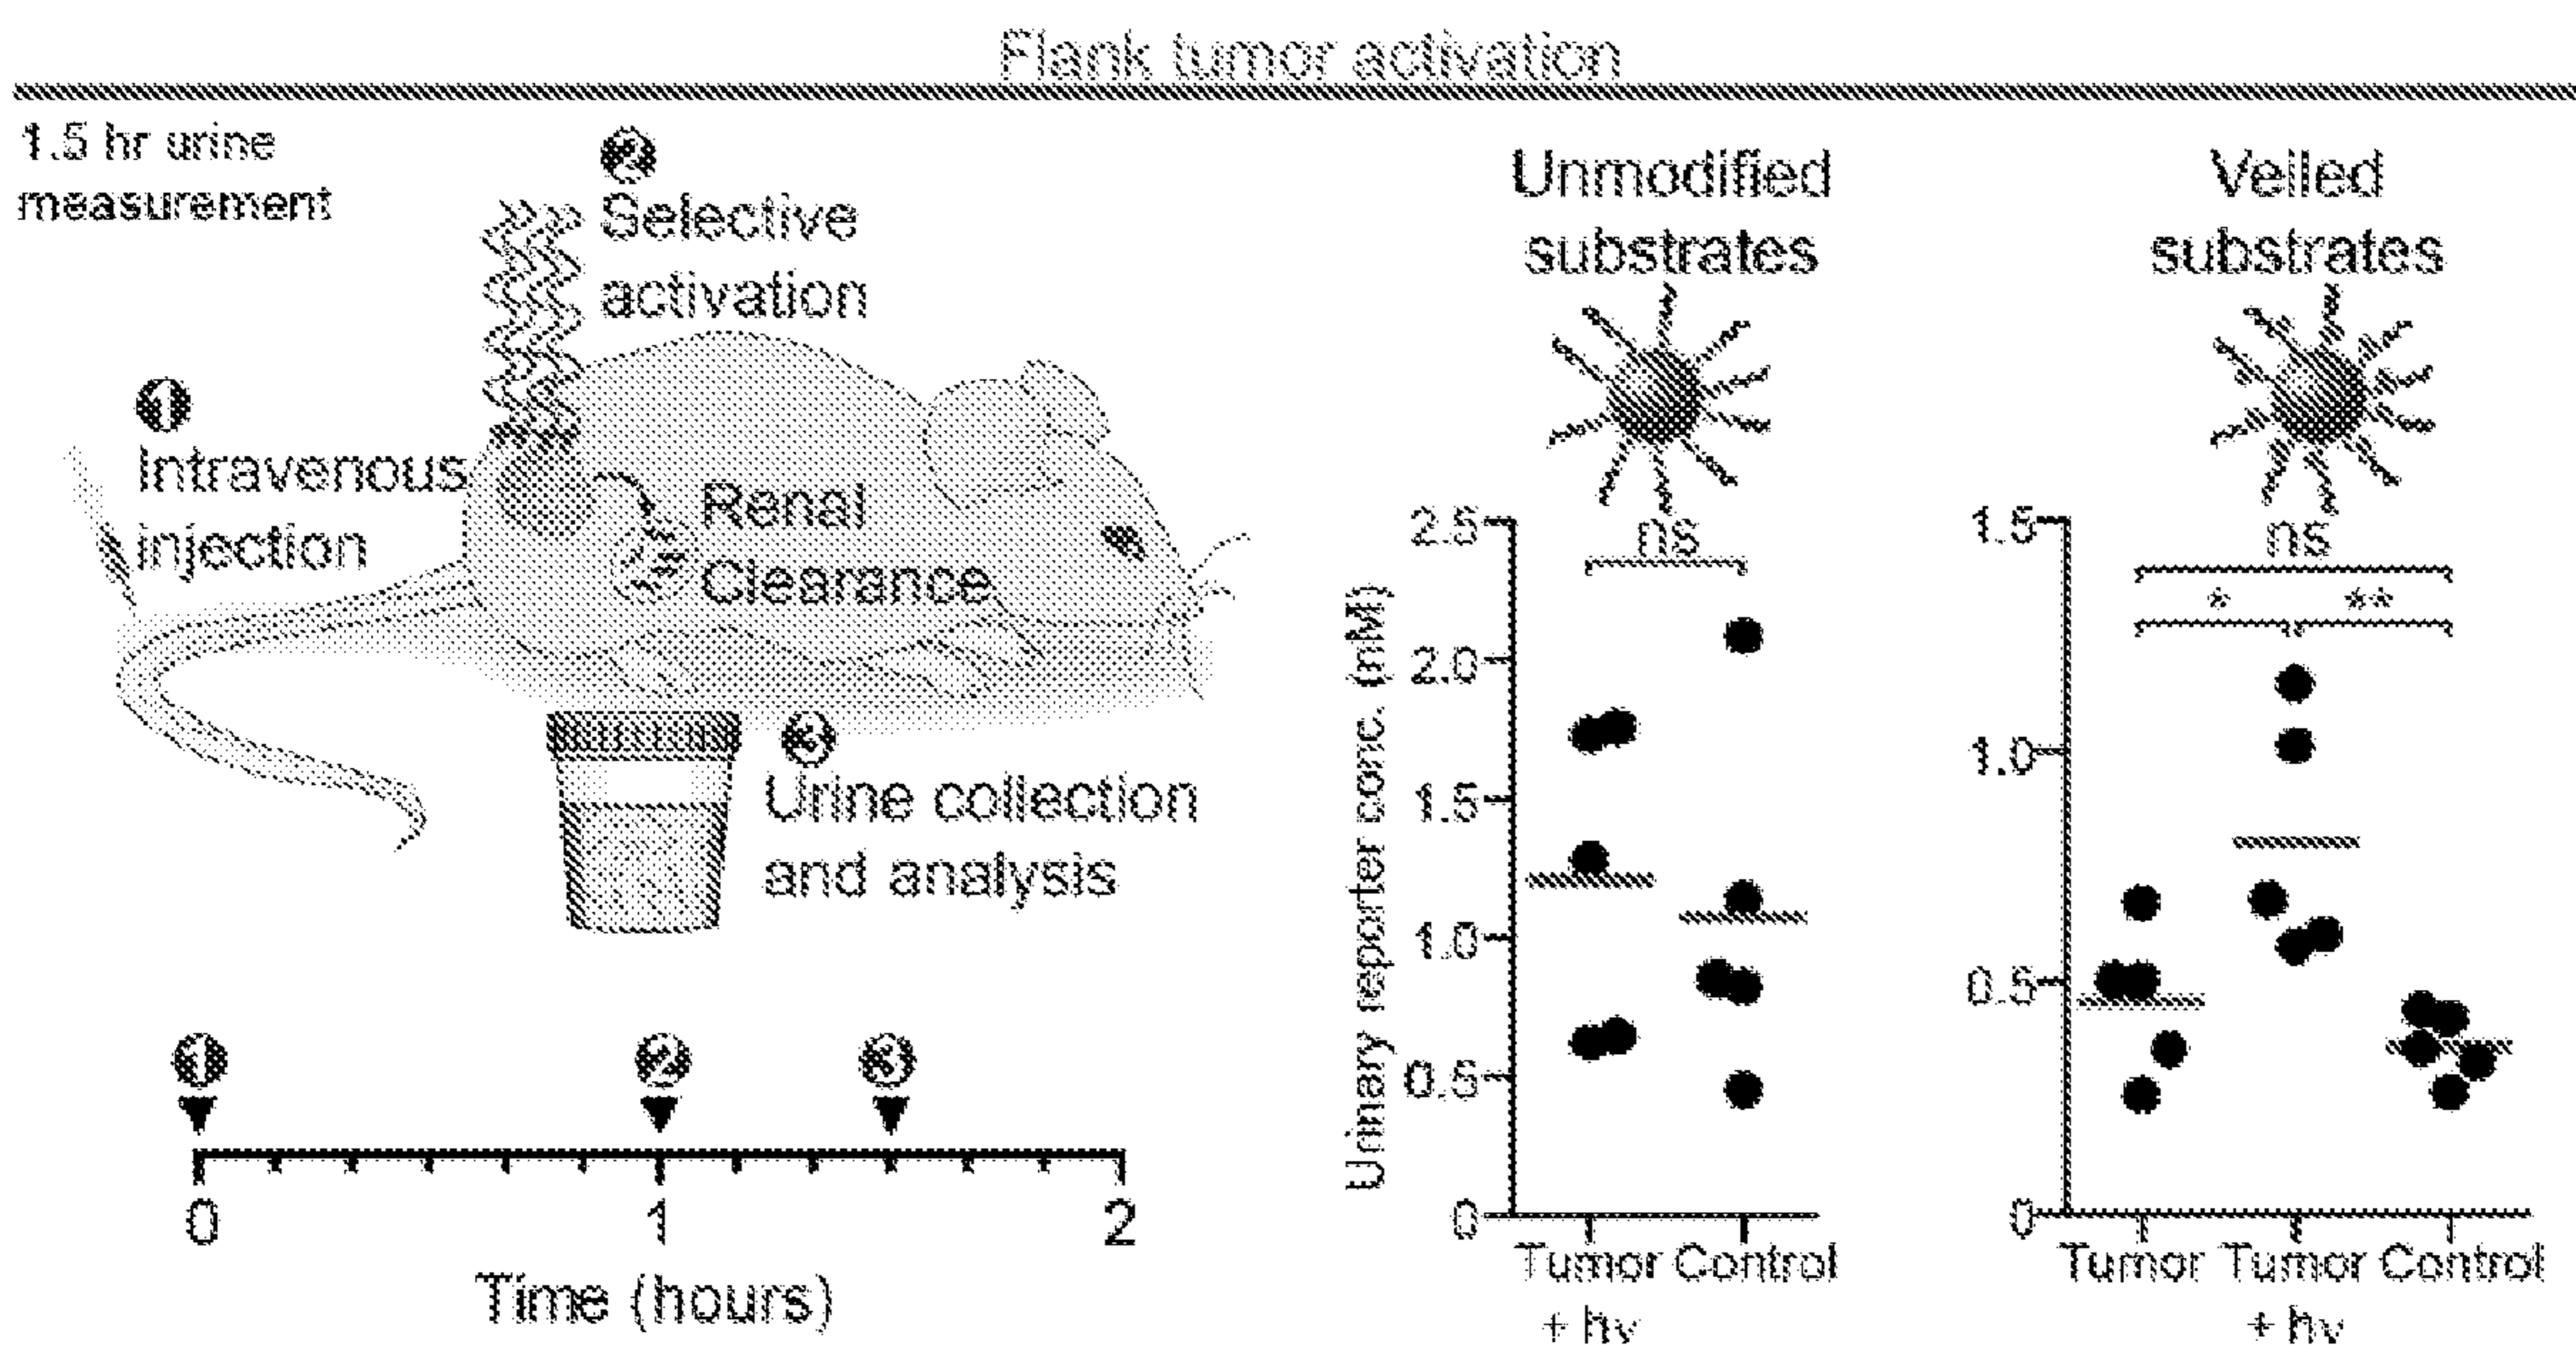 Flank tumor activation
1.5 hr urine
measurement
2
Selective
activation
1
Intravenous
injection
Renal
Clearance
3
Urine collection
and analysis
1 2 3
0 1 2
Time (hours)
Unmodified
substrates
Urinary reporter conc. (nM)
2.5
2.0
1.5
1.0
0.5
0
ns
Tumor Control
+ hν
Veiled
substrates
1.5
1.0
0.5
0
ns
* **
Tumor Tumor Control
+ hν